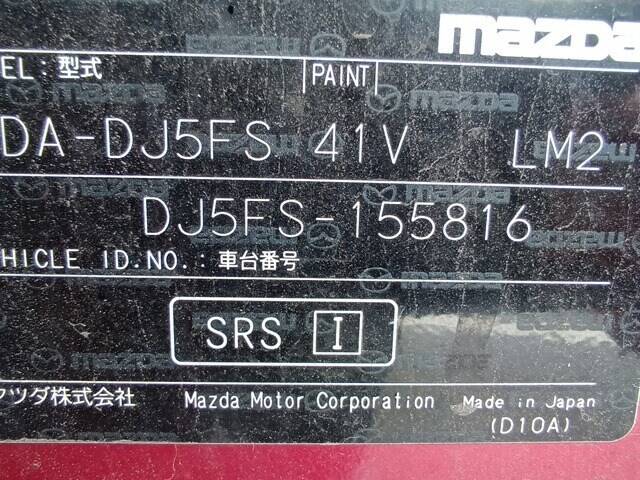 mazda
EL: 型式 PAINT
DA-DJ5FS 41V LM2
DJ5FS-155816
HICLE ID.NO.: 車台番号
SRS I
ツダ株式会社 Mazda Motor Corporation Made in Japan
(D10A)